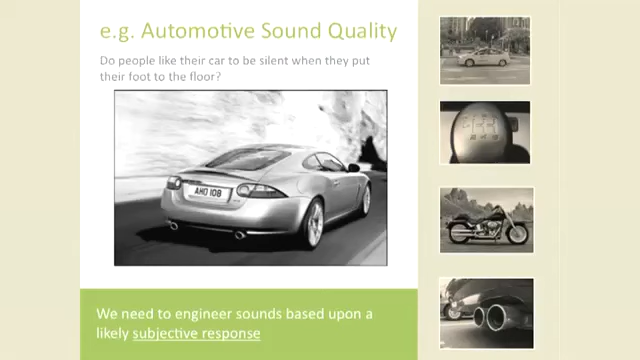 e.g. Automotive Sound Quality
Do people like their car to be silent when they put
their foot to the floor?
AHO 108
We need to engineer sounds based upon a
likely subjective response